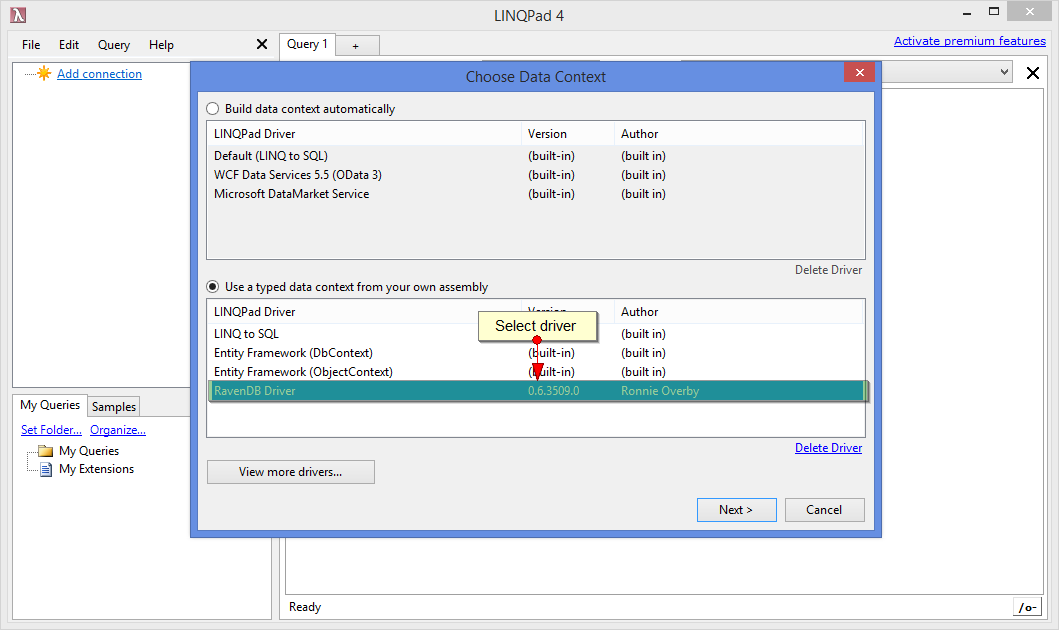 LINQPad 4
File Edit Query Help
Query 1
+
Activate premium features
Add connection
Choose Data Context
Build data context automatically
LINQPad Driver Version Author
Default (LINQ to SQL) (built-in) (built in)
WCF Data Services 5.5 (OData 3) (built-in) (built in)
Microsoft DataMarket Service (built-in) (built in)
Delete Driver
Use a typed data context from your own assembly
LINQPad Driver Version Author
Select driver
LINQ to SQL (built in)
Entity Framework (DbContext) (built-in) (built in)
Entity Framework (ObjectContext) (built-in) (built in)
RavenDB Driver 0.6.3509.0 Ronnie Overby
Delete Driver
View more drivers...
Next > Cancel
My Queries Samples
Set Folder... Organize...
My Queries
My Extensions
Ready
/o-